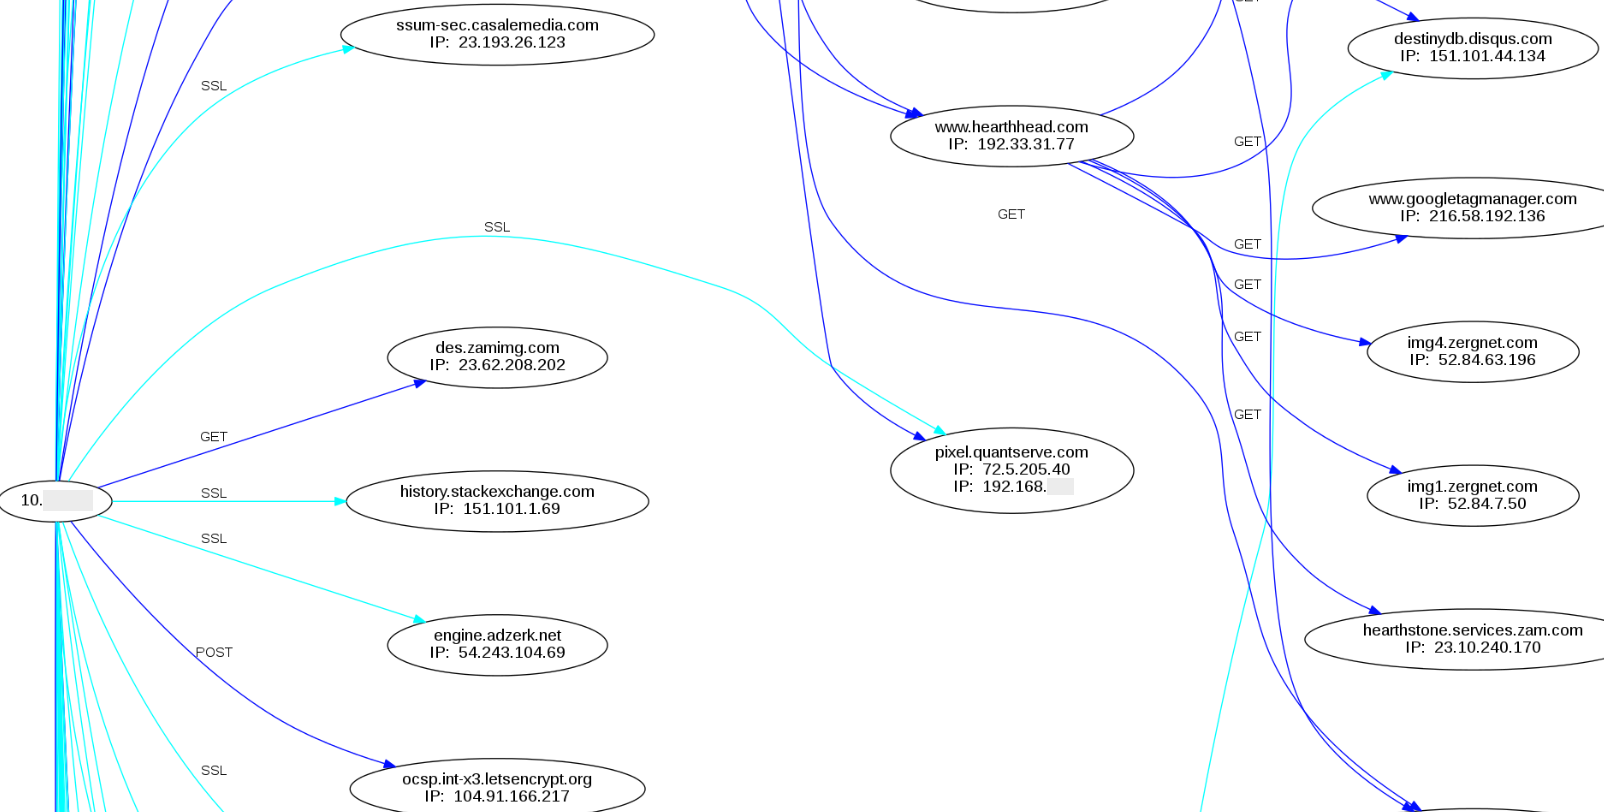 GET
ssum-sec.casalemedia.com
IP: 23.193.26.123
SSL
destinydb.disqus.com
IP: 151.101.44.134
www.hearthhead.com
IP: 192.33.31.77
GET
www.googletagmanager.com
IP: 216.58.192.136
GET
SSL
GET
GET
img4.zergnet.com
IP: 52.84.63.196
GET
des.zamimg.com
IP: 23.62.208.202
GET
GET
pixel.quantserve.com
IP: 72.5.205.40
IP: 192.168.
img1.zergnet.com
IP: 52.84.7.50
10.
SSL
history.stackexchange.com
IP: 151.101.1.69
SSL
engine.adzerk.net
IP: 54.243.104.69
hearthstone.services.zam.com
IP: 23.10.240.170
POST
SSL
ocsp.int-x3.letsencrypt.org
IP: 104.91.166.217